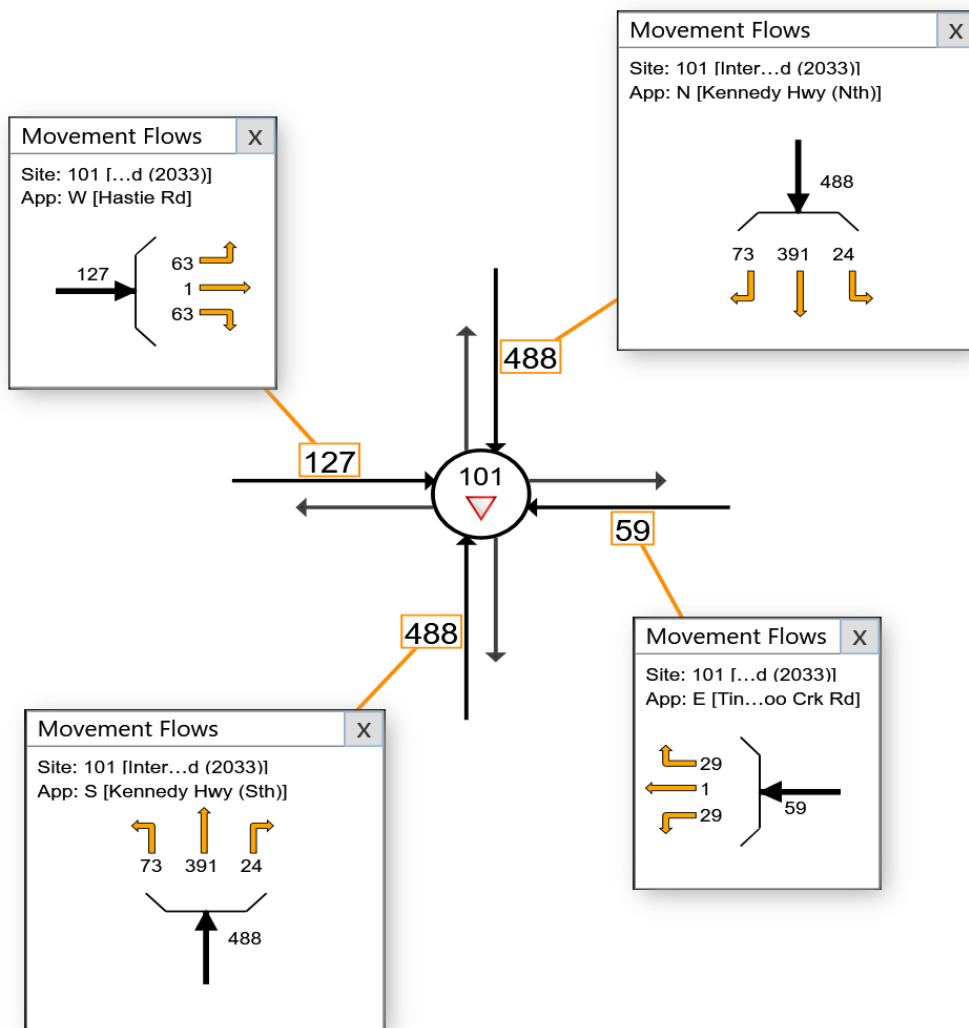 Movement Flows X
Site: 101 [Inter…d (2033)]
App: N [Kennedy Hwy (Nth)]
488
73 391 24
Movement Flows X
Site: 101 […d (2033)]
App: W [Hastie Rd]
127
63
1
63
488
127
101
59
488
Movement Flows X
Site: 101 […d (2033)]
App: E [Tin…oo Crk Rd]
29
1
29
59
Movement Flows X
Site: 101 [Inter…d (2033)]
App: S [Kennedy Hwy (Sth)]
73 391 24
488